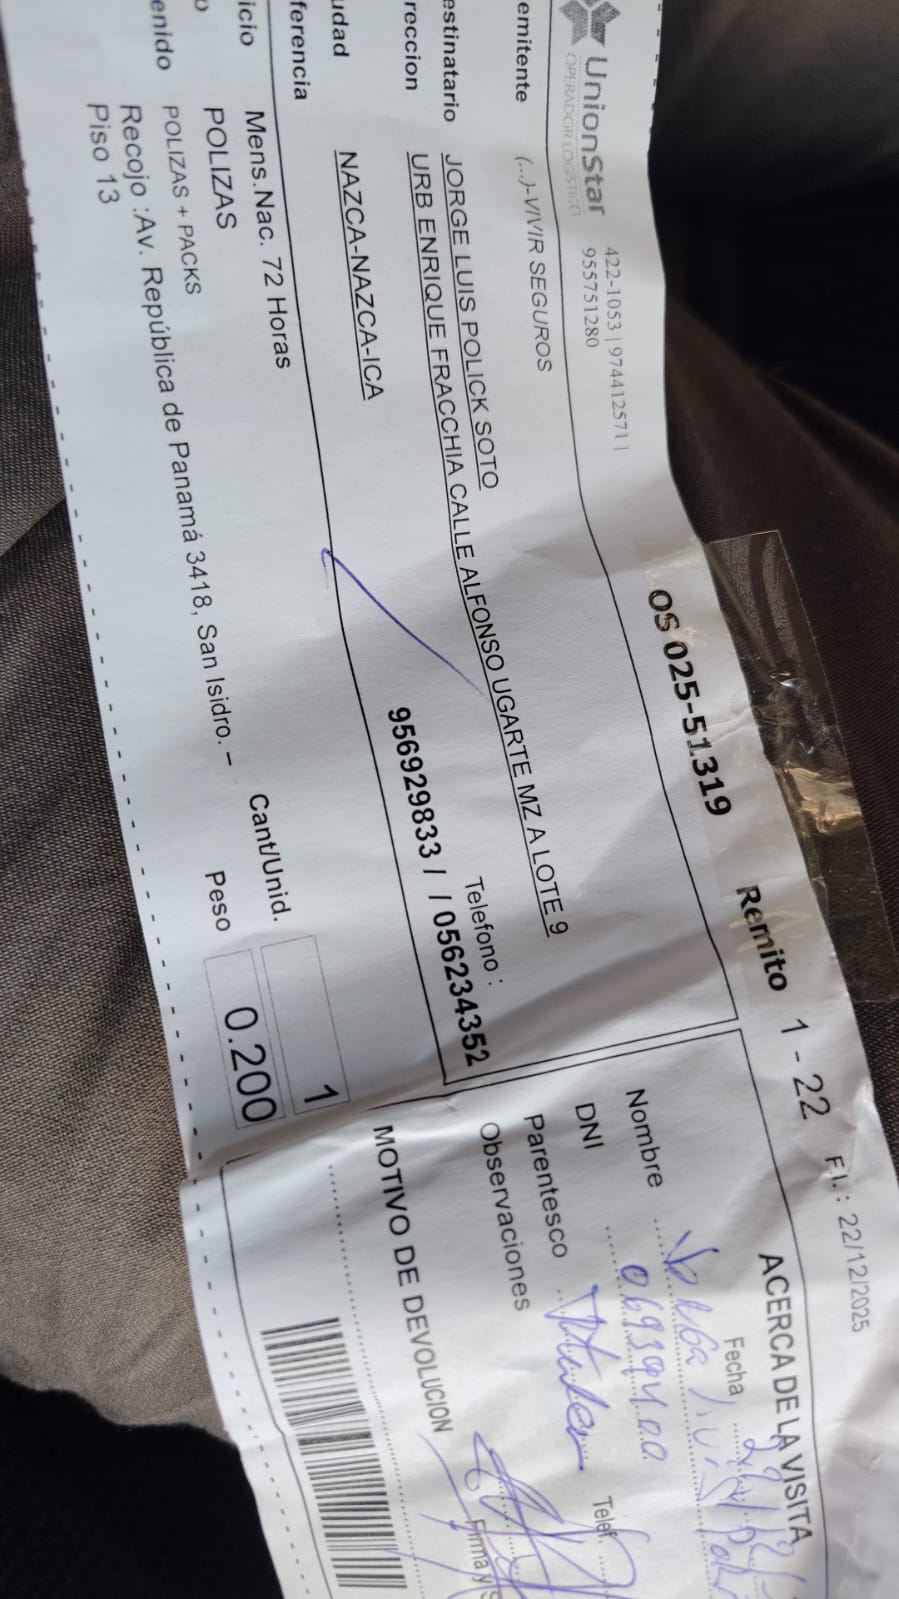 UnionStar
OPERADOR LOGÍSTICO
422-1053 | 974412571 |
955751280
OS 025-51319
Remito 1 - 22
F.I. : 22/12/2025
emitente (...)-VIVIR SEGUROS
estinatario JORGE LUIS POLICK SOTO
reccion URB ENRIQUE FRACCHIA CALLE ALFONSO UGARTE MZ A LOTE 9
udad NAZCA-NAZCA-ICA
Telefono :
956929833 / / 056234352
ferencia
icio Mens.Nac. 72 Horas
o POLIZAS
enido POLIZAS + PACKS
Recojo :Av. República de Panamá 3418, San Isidro. –
Piso 13
Cant/Unid. 1
Peso 0.200
ACERCA DE LA VISITA
Fecha
Nombre
DNI
Parentesco
Telef
Observaciones
MOTIVO DE DEVOLUCION
Firma y